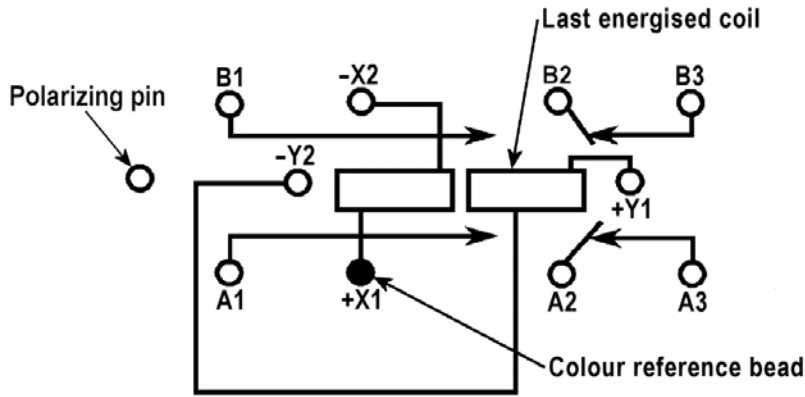 Last energised coil
B1
–X2
B2
B3
Polarizing pin
–Y2
+Y1
A1
+X1
A2
A3
Colour reference bead